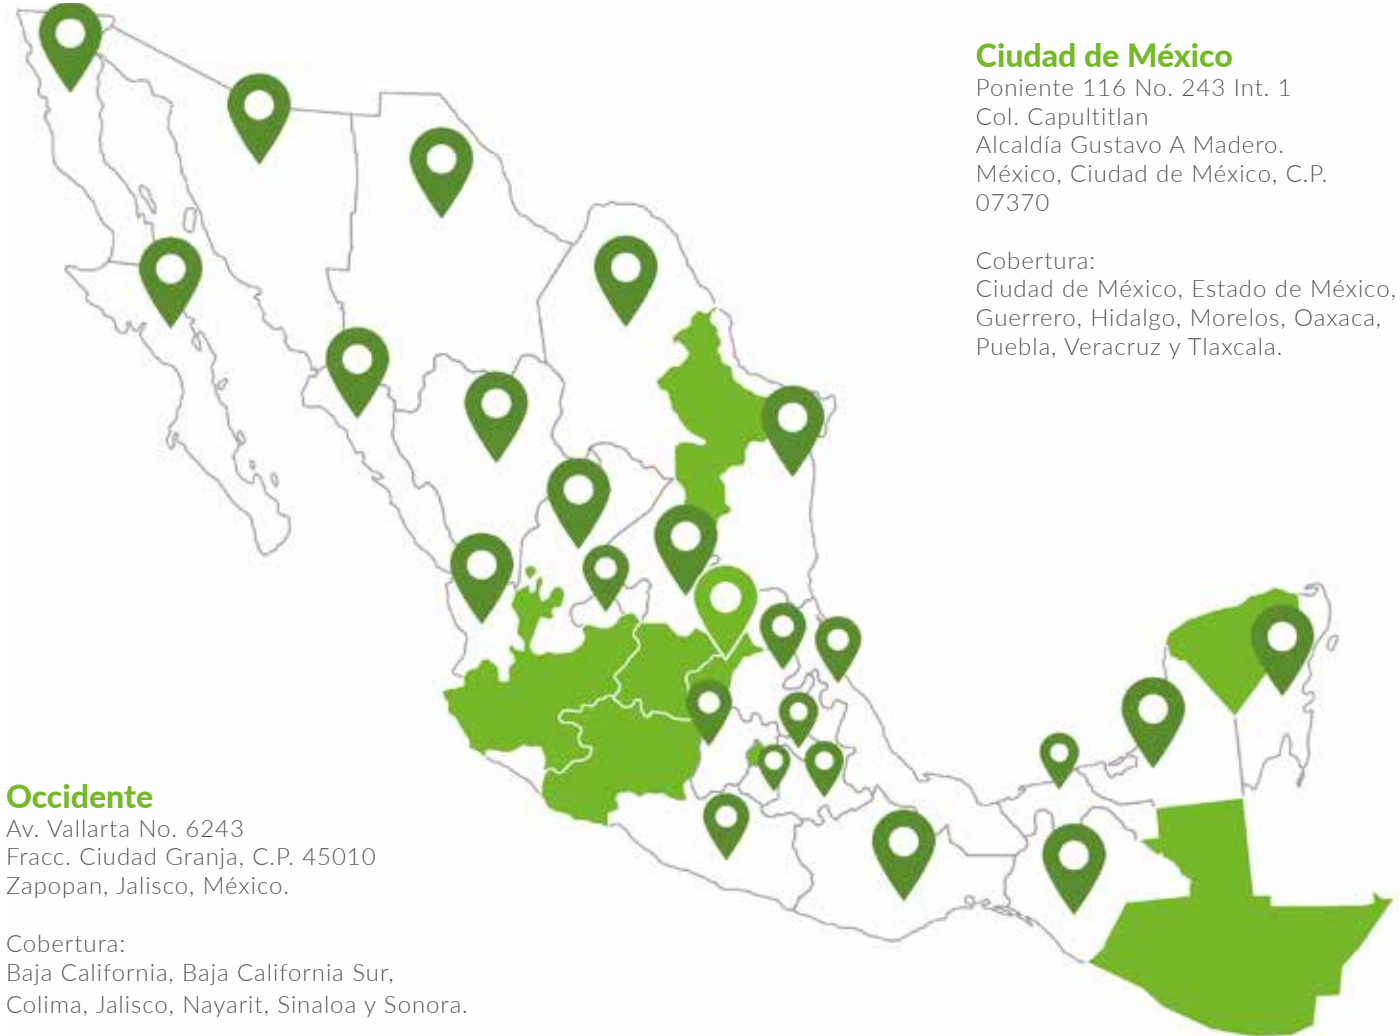 Ciudad de México
Poniente 116 No. 243 Int. 1
Col. Capultitlan
Alcaldía Gustavo A Madero.
México, Ciudad de México, C.P.
07370
Cobertura:
Ciudad de México, Estado de México,
Guerrero, Hidalgo, Morelos, Oaxaca,
Puebla, Veracruz y Tlaxcala.
Occidente
Av. Vallarta No. 6243
Fracc. Ciudad Granja, C.P. 45010
Zapopan, Jalisco, México.
Cobertura:
Baja California, Baja California Sur,
Colima, Jalisco, Nayarit, Sinaloa y Sonora.